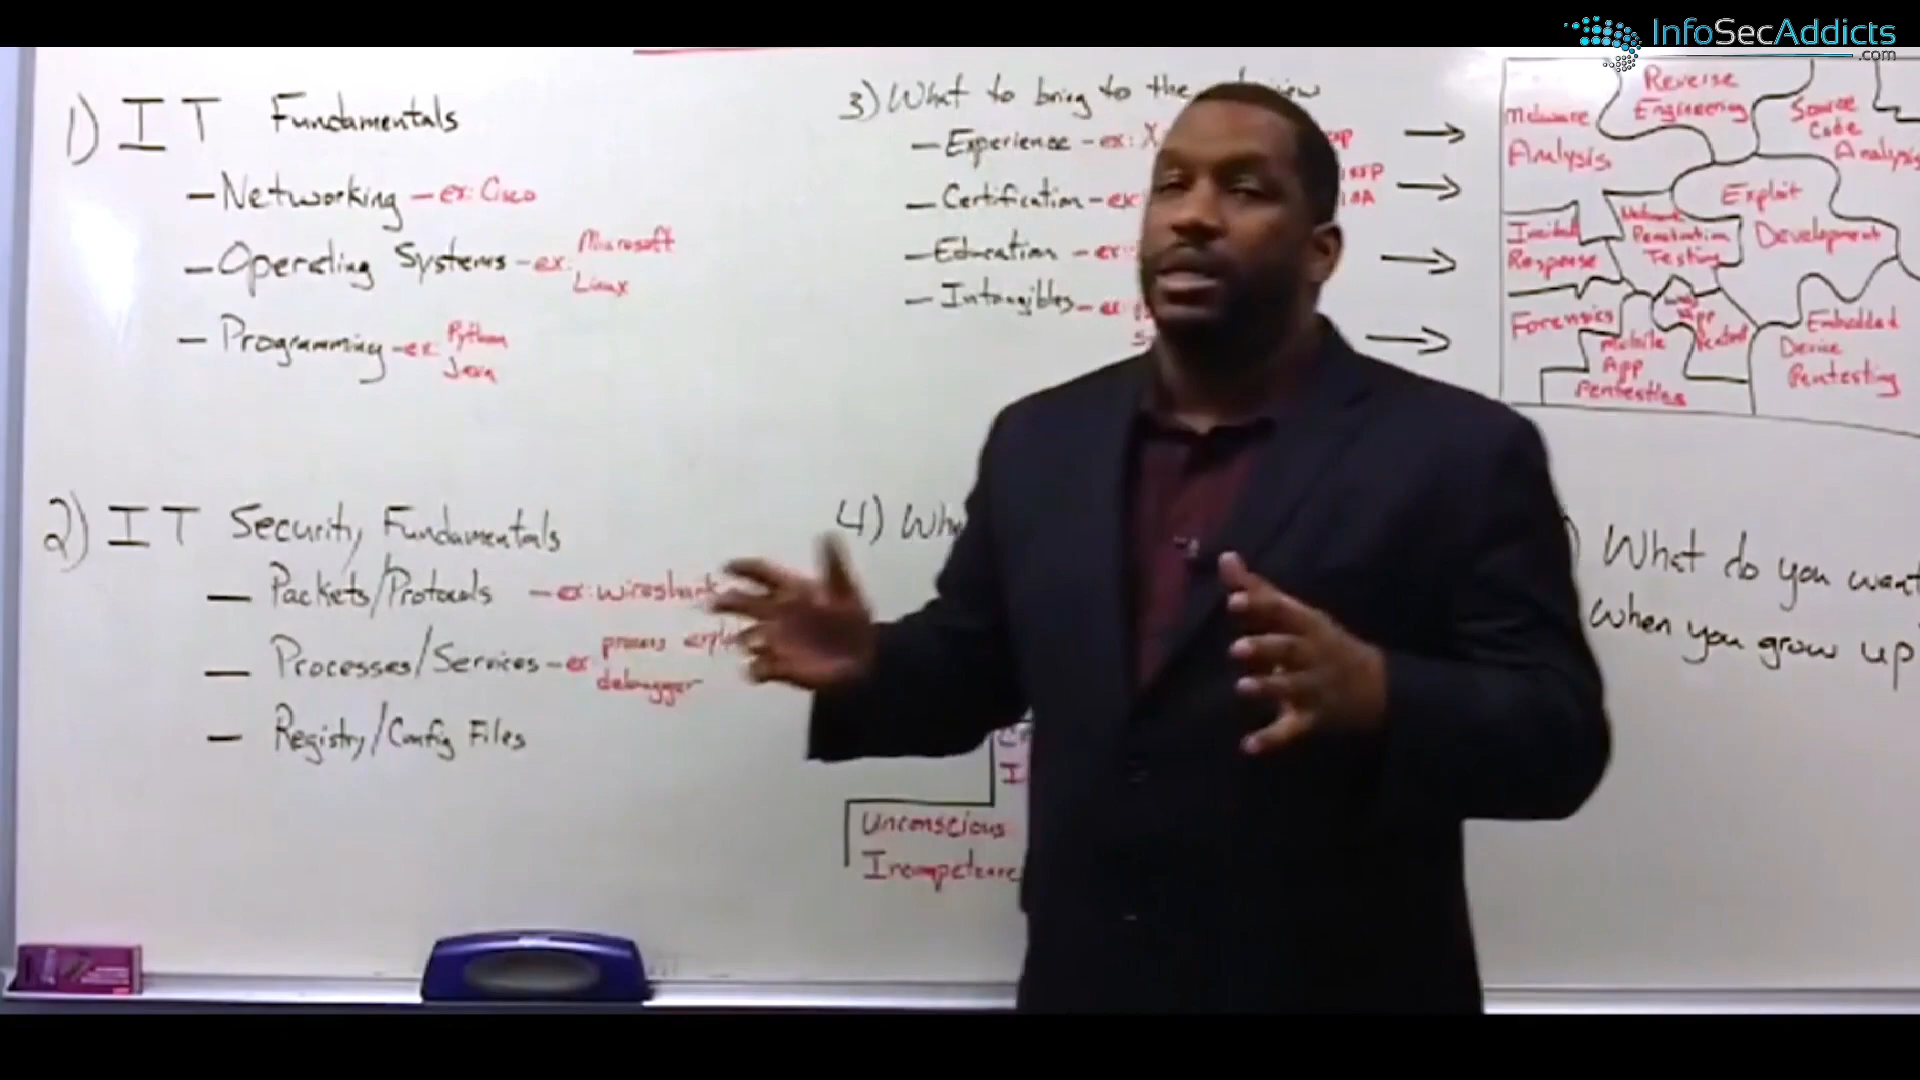 InfoSecAddicts
.com
1) IT Fundamentals
- Networking - ex: Cisco
- Operating Systems - ex: Microsoft
Linux
- Programming - ex: Python
Java
2) IT Security Fundamentals
- Packets/Protocols - ex: wireshark
- Processes/Services - ex process
debugger
- Registry/Config Files
3) What to bring to the
- Experience - ex: X
- Certification - ex
- Education - ex:
- Intangibles - ex:
4)
Unconscious
Incompetence
Malware
Analysis
Reverse
Engineering
Source
Code
Analysis
Exploit
Development
Incident
Response
Network
Penetration
Testing
Forensics
Web
App
Pentest
Mobile
App
Pentesting
Embedded
Device
Pentesting
What do you want
when you grow up